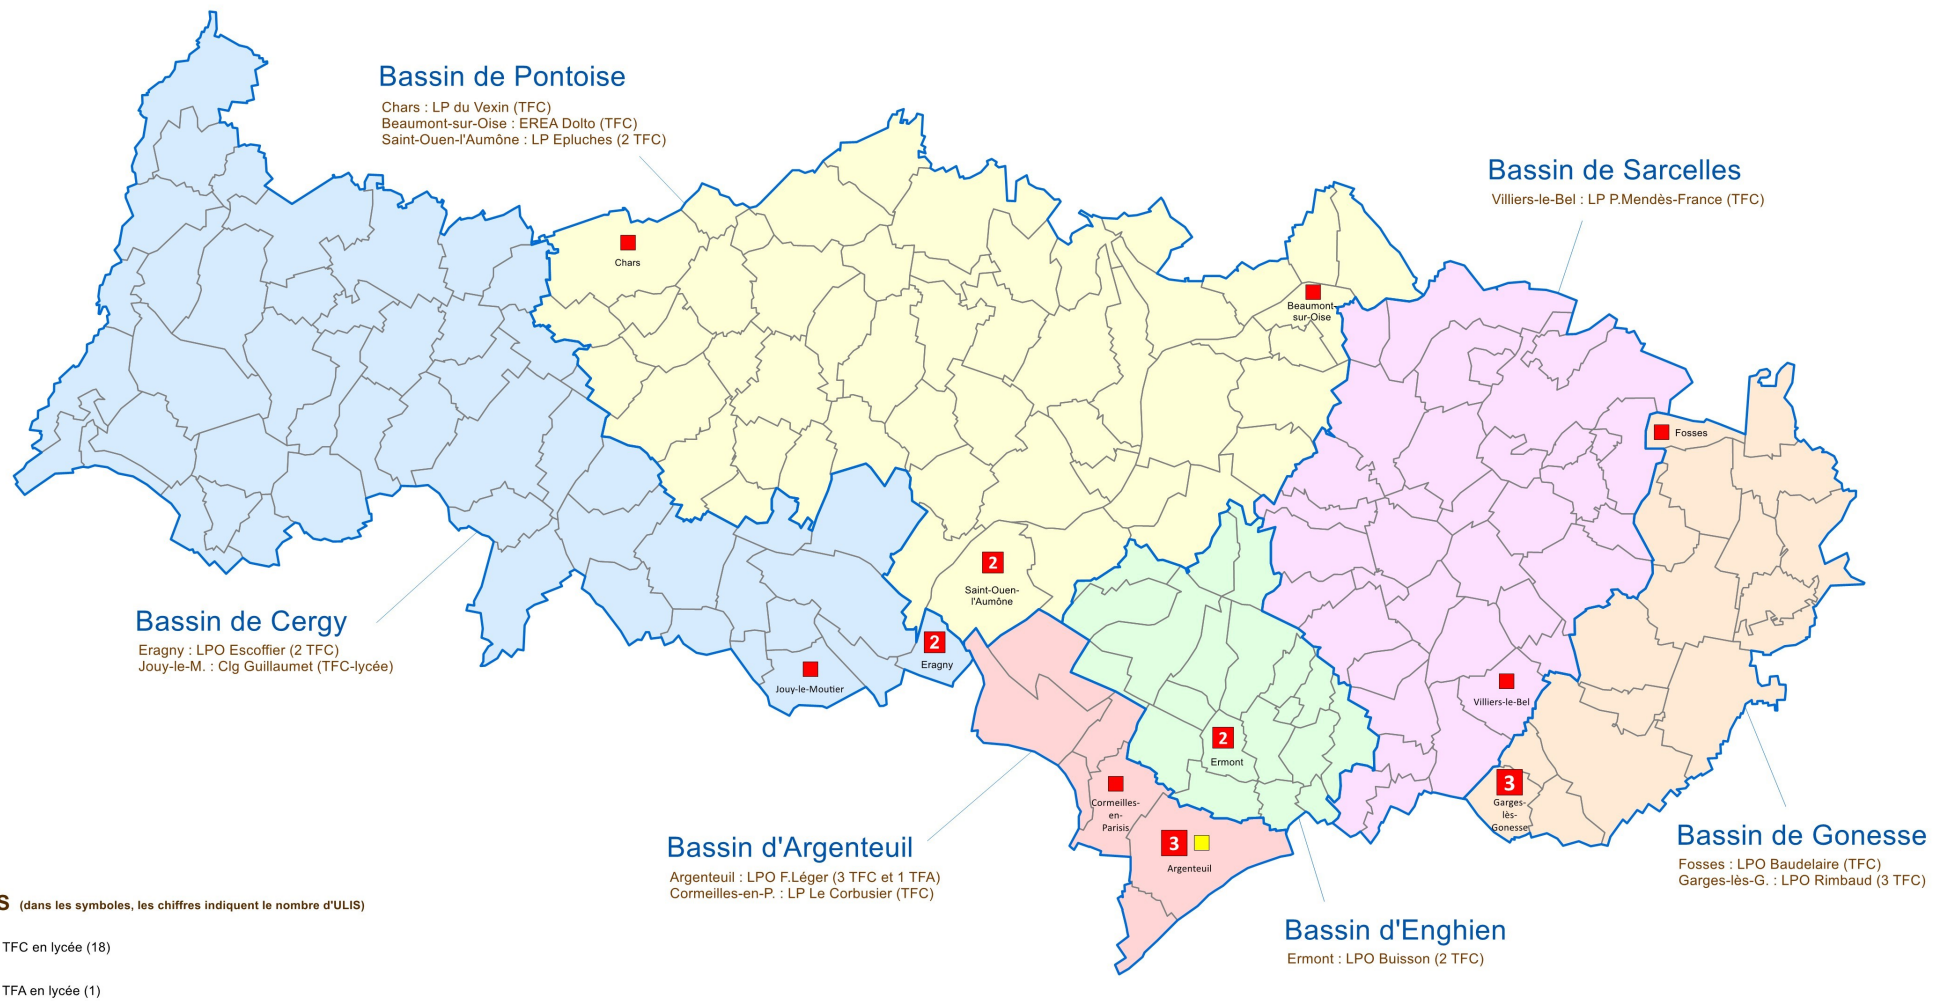 Bassin de Pontoise
Chars : LP du Vexin (TFC)
Beaumont-sur-Oise : EREA Dolto (TFC)
Saint-Ouen-l'Aumône : LP Epluches (2 TFC)
Bassin de Sarcelles
Villiers-le-Bel : LP P.Mendès-France (TFC)
Chars
Beaumont-
sur-Oise
Fosses
2
Saint-Ouen-
l'Aumône
Bassin de Cergy
Eragny : LPO Escoffier (2 TFC)
Jouy-le-M. : Clg Guillaumet (TFC-lycée)
2
Eragny
Jouy-le-Moutier
Villiers-le-Bel
2
Ermont
3
Garges-
lès-
Gonesse
Cormeilles-
en-
Parisis
3
Argenteuil
Bassin d'Argenteuil
Argenteuil : LPO F.Léger (3 TFC et 1 TFA)
Cormeilles-en-P. : LP Le Corbusier (TFC)
Bassin de Gonesse
Fosses : LPO Baudelaire (TFC)
Garges-lès-G. : LPO Rimbaud (3 TFC)
Bassin d'Enghien
Ermont : LPO Buisson (2 TFC)
S (dans les symboles, les chiffres indiquent le nombre d'ULIS)
TFC en lycée (18)
TFA en lycée (1)